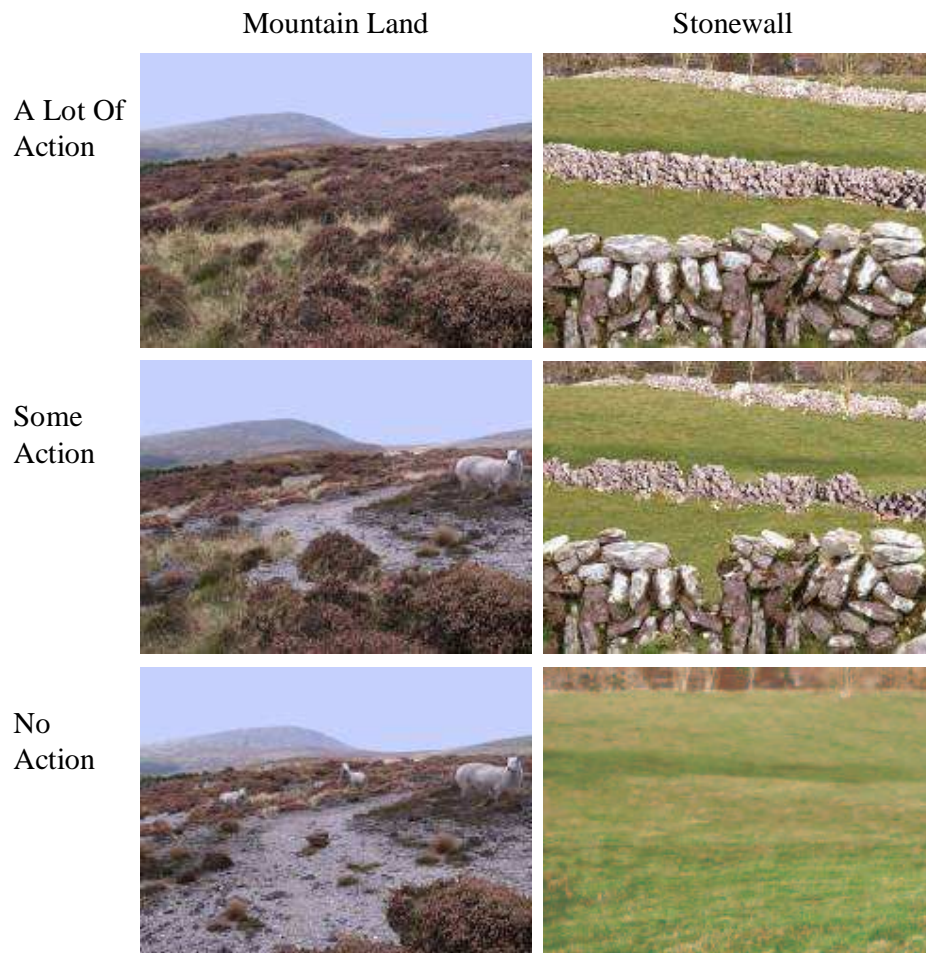 Mountain Land
Stonewall
A Lot Of
Action
Some
Action
No
Action